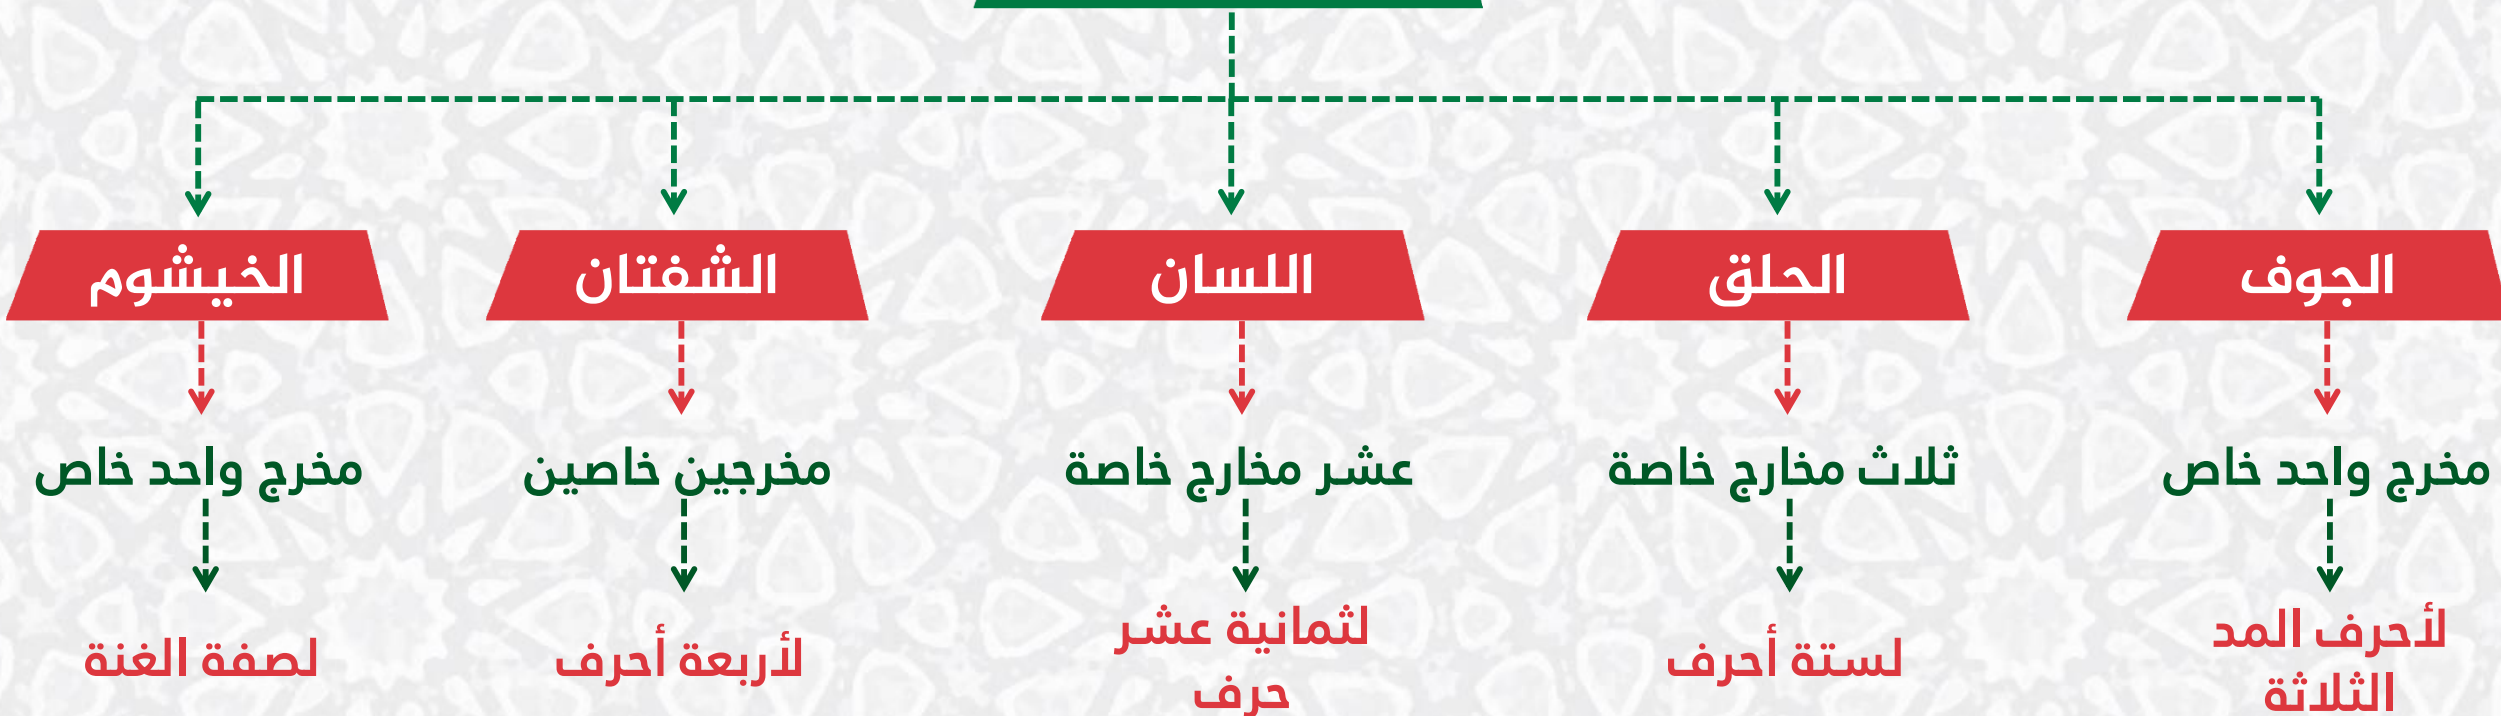 الجوف
الحلق
اللسان
الشفتان
الخيشوم
مخرج واحد خاص
ثلاث مخارج خاصة
عشر مخارج خاصة
مخرجين خاصين
مخرج واحد خاص
لأحرف المد
الثلاثة
لستة أحرف
لثمانية عشر
حرف
لأربعة أحرف
لصفة الغنة